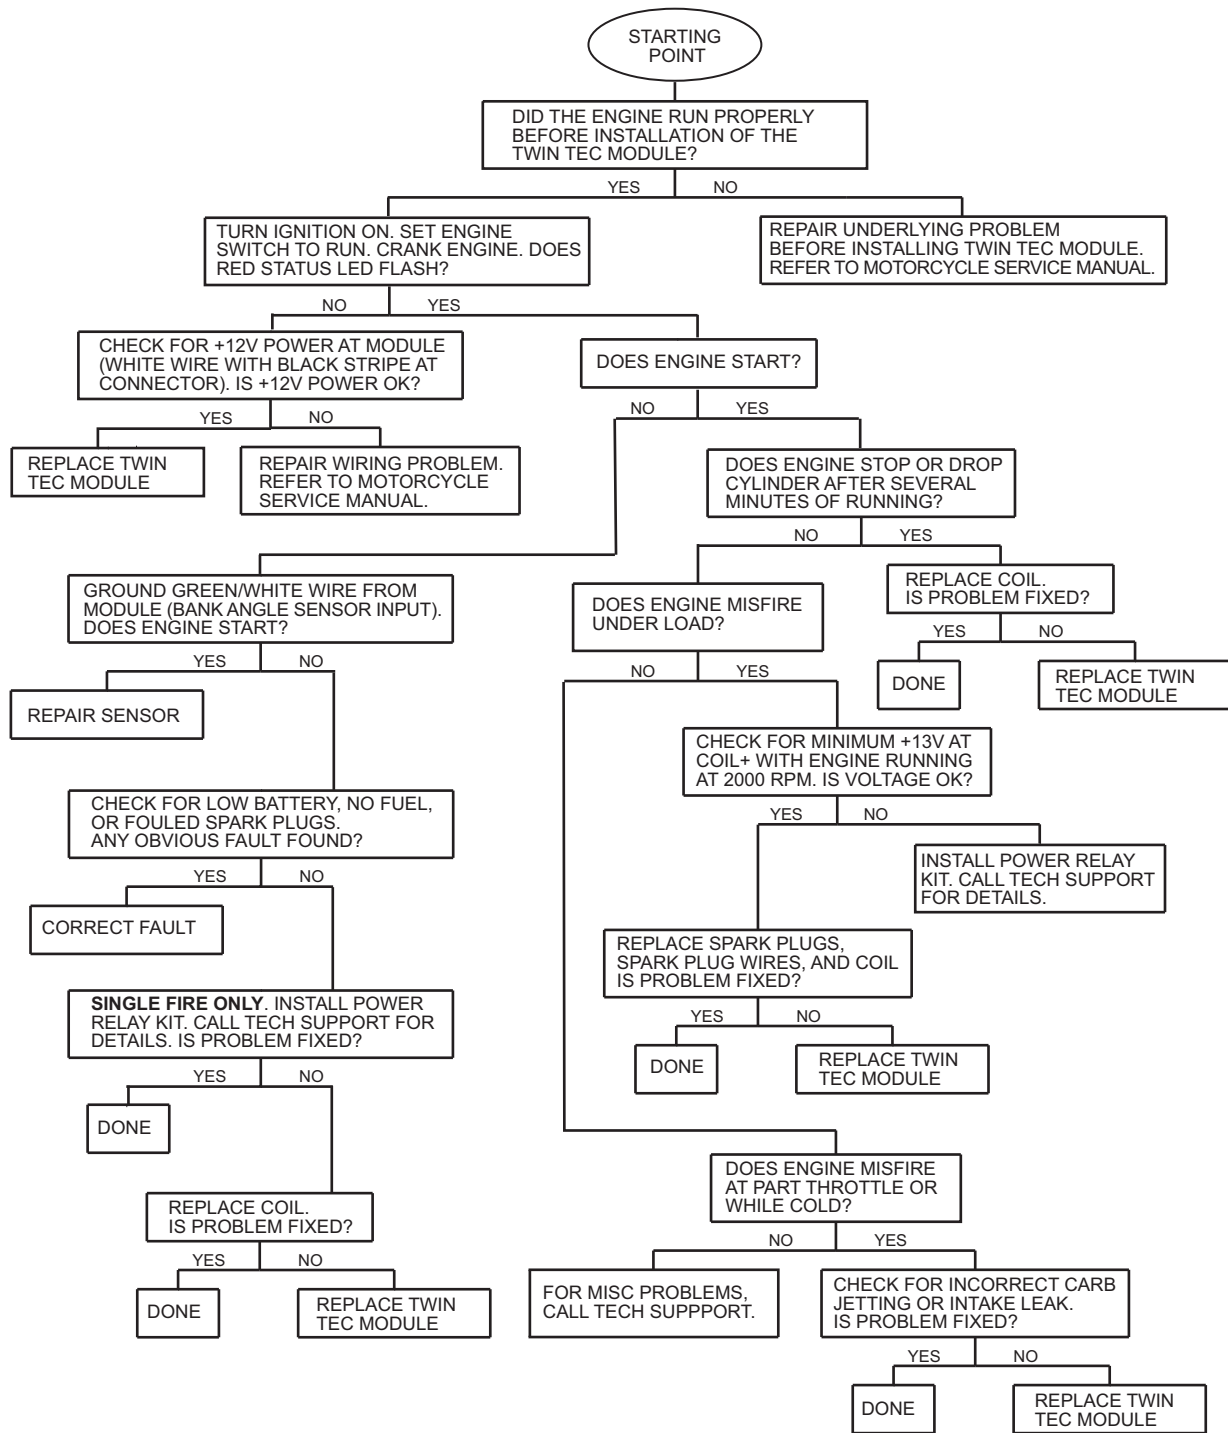 STARTING
POINT
DID THE ENGINE RUN PROPERLY
BEFORE INSTALLATION OF THE
TWIN TEC MODULE?
YES
NO
TURN IGNITION ON. SET ENGINE
SWITCH TO RUN. CRANK ENGINE. DOES
RED STATUS LED FLASH?
REPAIR UNDERLYING PROBLEM
BEFORE INSTALLING TWIN TEC MODULE.
REFER TO MOTORCYCLE SERVICE MANUAL.
NO
YES
CHECK FOR +12V POWER AT MODULE
(WHITE WIRE WITH BLACK STRIPE AT
CONNECTOR). IS +12V POWER OK?
DOES ENGINE START?
YES
NO
NO
YES
REPLACE TWIN
TEC MODULE
REPAIR WIRING PROBLEM.
REFER TO MOTORCYCLE
SERVICE MANUAL.
DOES ENGINE STOP OR DROP
CYLINDER AFTER SEVERAL
MINUTES OF RUNNING?
NO
YES
GROUND GREEN/WHITE WIRE FROM
MODULE (BANK ANGLE SENSOR INPUT).
DOES ENGINE START?
DOES ENGINE MISFIRE
UNDER LOAD?
REPLACE COIL.
IS PROBLEM FIXED?
YES
NO
YES
NO
NO
YES
DONE
REPLACE TWIN
TEC MODULE
REPAIR SENSOR
CHECK FOR MINIMUM +13V AT
COIL+ WITH ENGINE RUNNING
AT 2000 RPM. IS VOLTAGE OK?
CHECK FOR LOW BATTERY, NO FUEL,
OR FOULED SPARK PLUGS.
ANY OBVIOUS FAULT FOUND?
YES
NO
INSTALL POWER RELAY
KIT. CALL TECH SUPPORT
FOR DETAILS.
YES
NO
CORRECT FAULT
REPLACE SPARK PLUGS,
SPARK PLUG WIRES, AND COIL
IS PROBLEM FIXED?
SINGLE FIRE ONLY. INSTALL POWER
RELAY KIT. CALL TECH SUPPORT FOR
DETAILS. IS PROBLEM FIXED?
YES
NO
DONE
REPLACE TWIN
TEC MODULE
YES
NO
DONE
DOES ENGINE MISFIRE
AT PART THROTTLE OR
WHILE COLD?
REPLACE COIL.
IS PROBLEM FIXED?
NO
YES
YES
NO
FOR MISC PROBLEMS,
CALL TECH SUPPPORT.
CHECK FOR INCORRECT CARB
JETTING OR INTAKE LEAK.
IS PROBLEM FIXED?
DONE
REPLACE TWIN
TEC MODULE
YES
NO
DONE
REPLACE TWIN
TEC MODULE